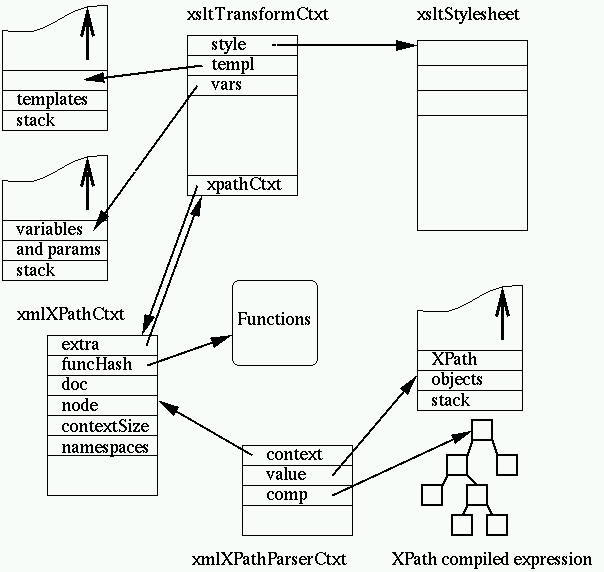 xsltTransformCtxt
xsltStylesheet
style
templ
vars
xpathCtxt
templates
stack
variables
and params
stack
xmlXPathCtxt
extra
funcHash
doc
node
contextSize
namespaces
Functions
XPath
objects
stack
context
value
comp
xmlXPathParserCtxt
XPath compiled expression